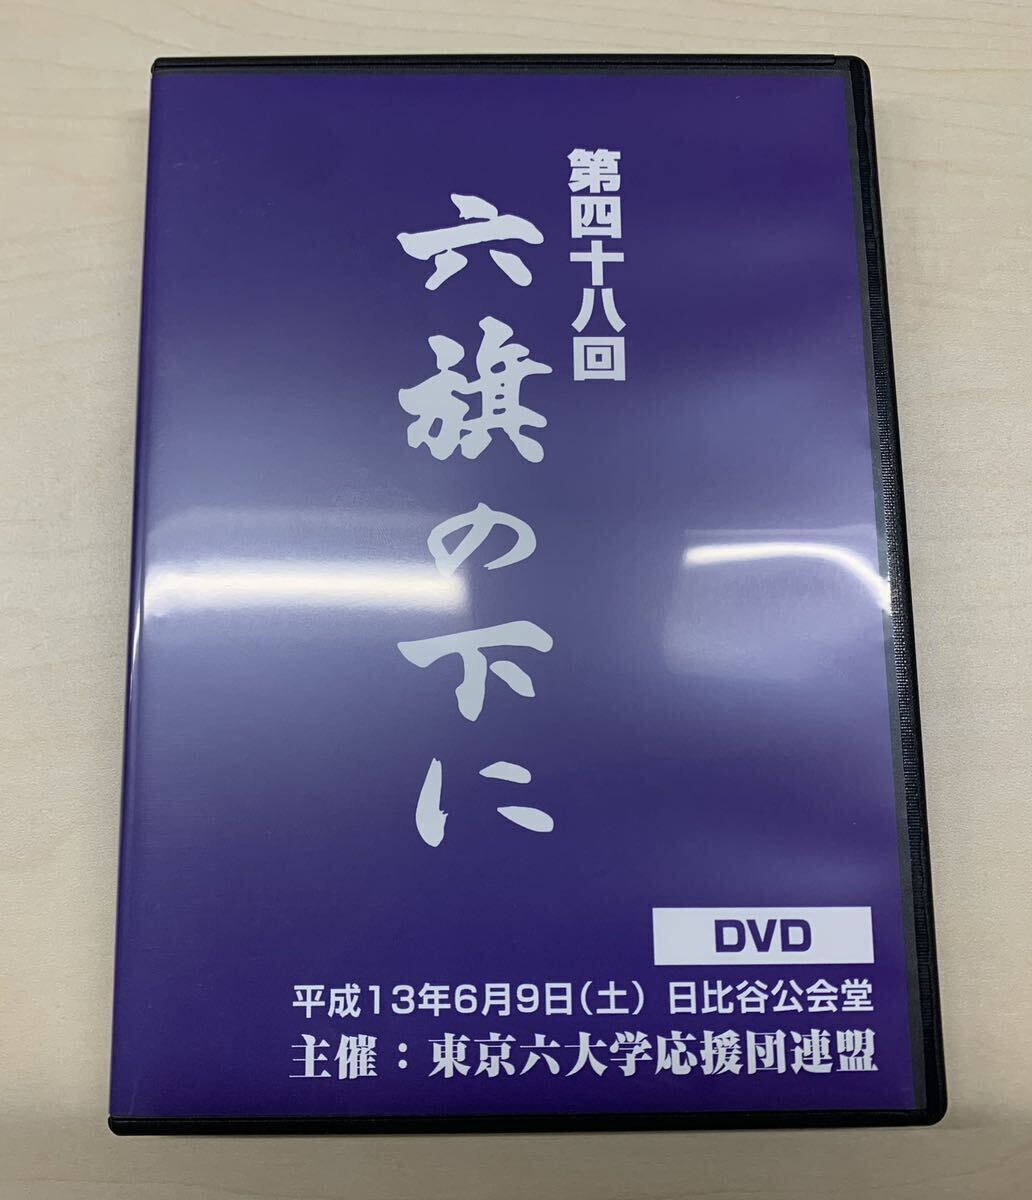 第四十八回
六旗の下に
DVD
平成13年6月9日(土) 日比谷公会堂
主催：東京六大学応援団連盟